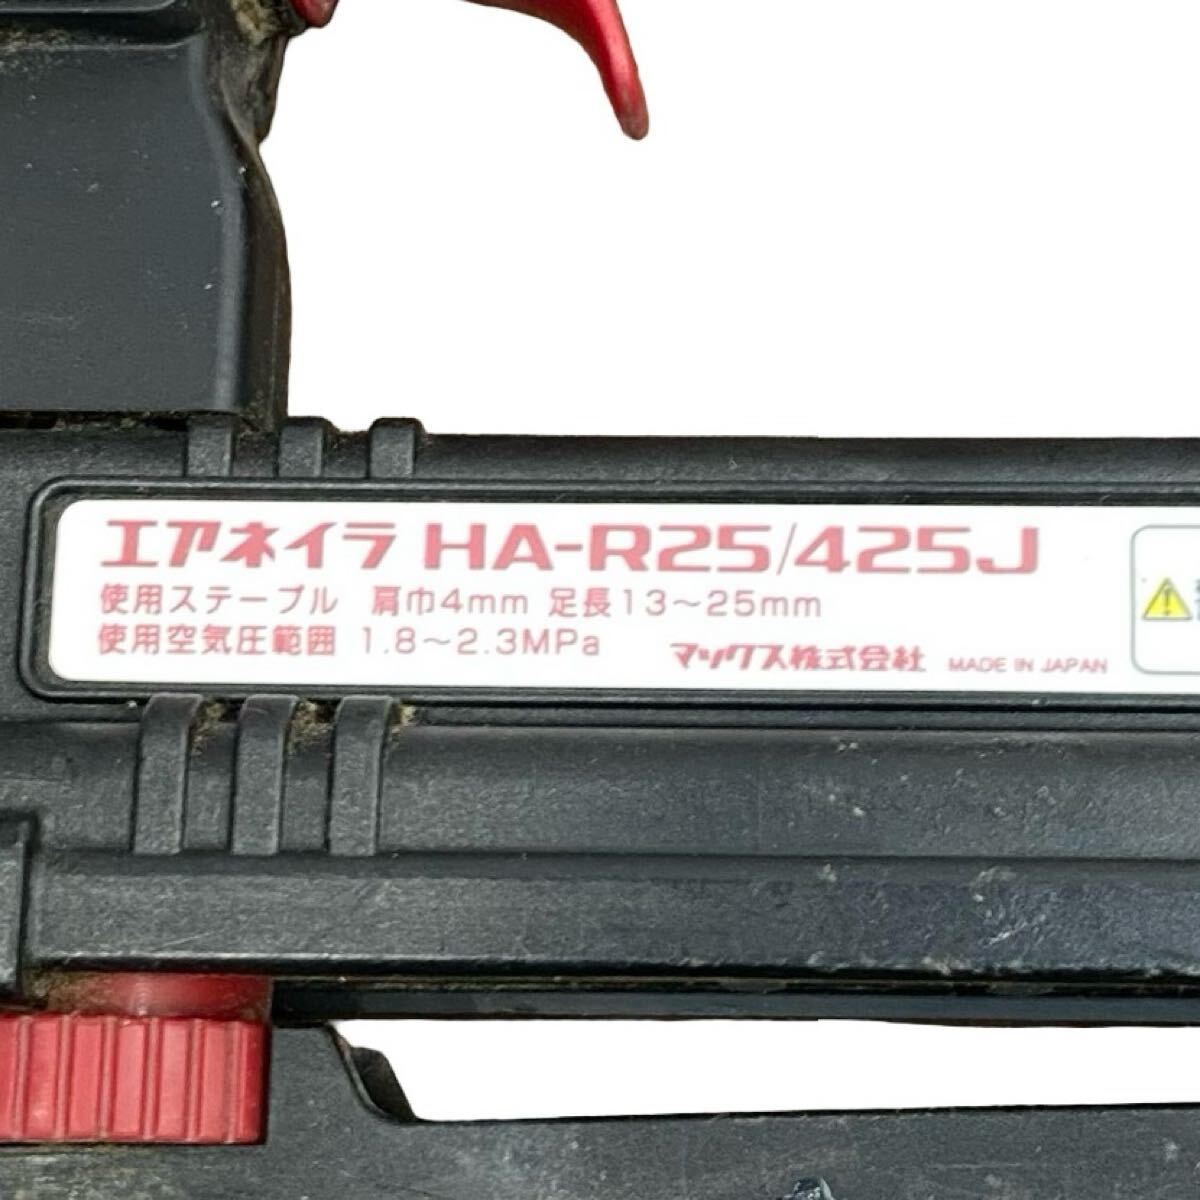 エアネイラ HA-R25/425J
使用ステープル 肩巾4mm 足長13～25mm
使用空気圧範囲 1.8～2.3MPa
マックス株式会社 MADE IN JAPAN